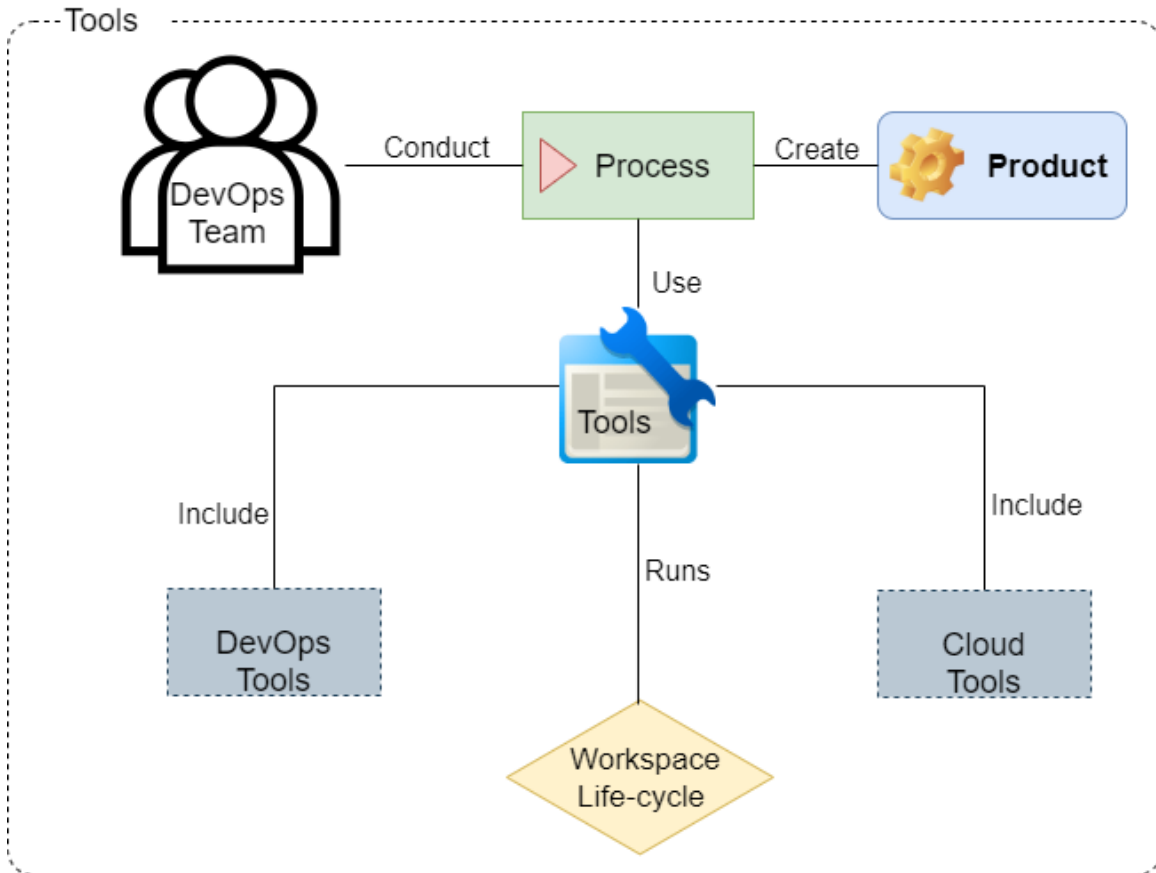 Tools
Conduct
Process
Create
Product
DevOps
Team
Use
Tools
Include
Include
Runs
DevOps
Tools
Cloud
Tools
Workspace
Life-cycle